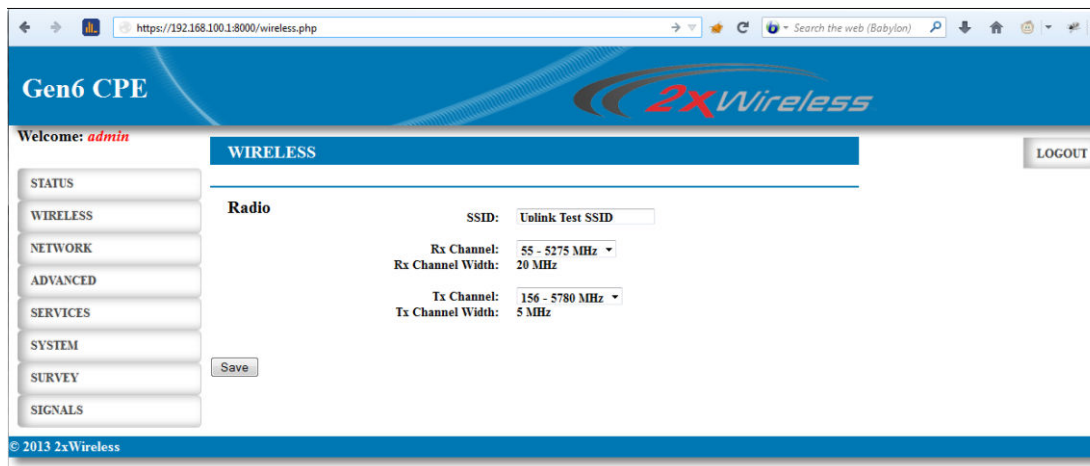 https://192.168.100.1:8000/wireless.php
Search the web (Babylon)
Gen6 CPE
2xWireless
Welcome: admin
WIRELESS
LOGOUT
STATUS
WIRELESS
NETWORK
ADVANCED
SERVICES
SYSTEM
SURVEY
SIGNALS
Radio
SSID: Uplink Test SSID
Rx Channel: 55 - 5275 MHz
Rx Channel Width: 20 MHz
Tx Channel: 156 - 5780 MHz
Tx Channel Width: 5 MHz
Save
© 2013 2xWireless